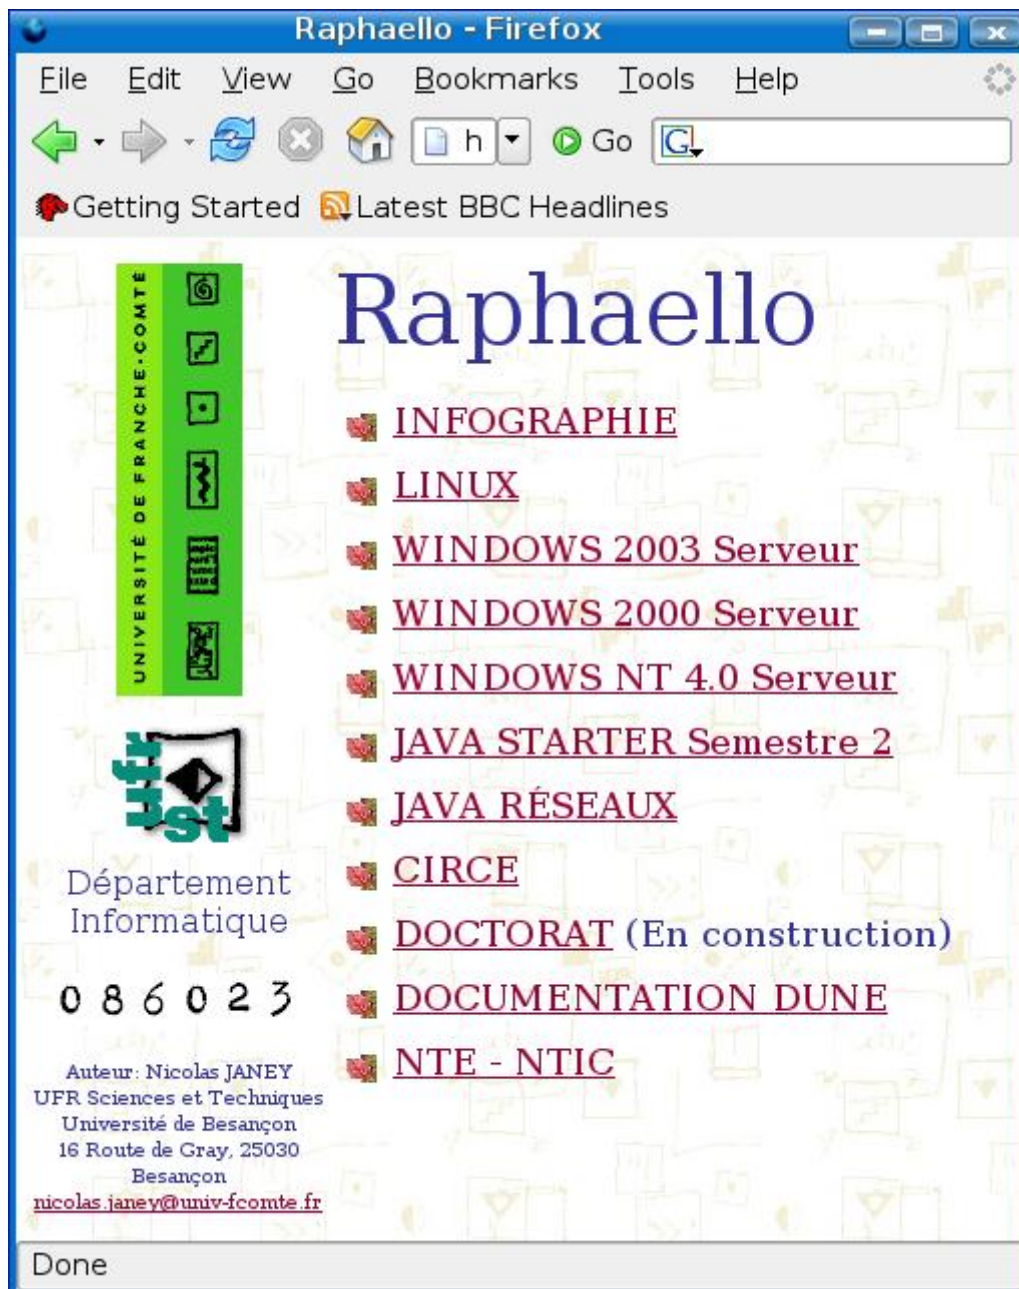 Raphaello - Firefox
File Edit View Go Bookmarks Tools Help
h Go G
Getting Started Latest BBC Headlines
UNIVERSITÉ DE FRANCHE-COMTÉ
ufr
st
Département
Informatique
086023
Auteur: Nicolas JANEY
UFR Sciences et Techniques
Université de Besançon
16 Route de Gray, 25030
Besançon
nicolas.janey@univ-fcomte.fr
Raphaello
INFOGRAPHIE
LINUX
WINDOWS 2003 Serveur
WINDOWS 2000 Serveur
WINDOWS NT 4.0 Serveur
JAVA STARTER Semestre 2
JAVA RÉSEAUX
CIRCE
DOCTORAT (En construction)
DOCUMENTATION DUNE
NTE - NTIC
Done